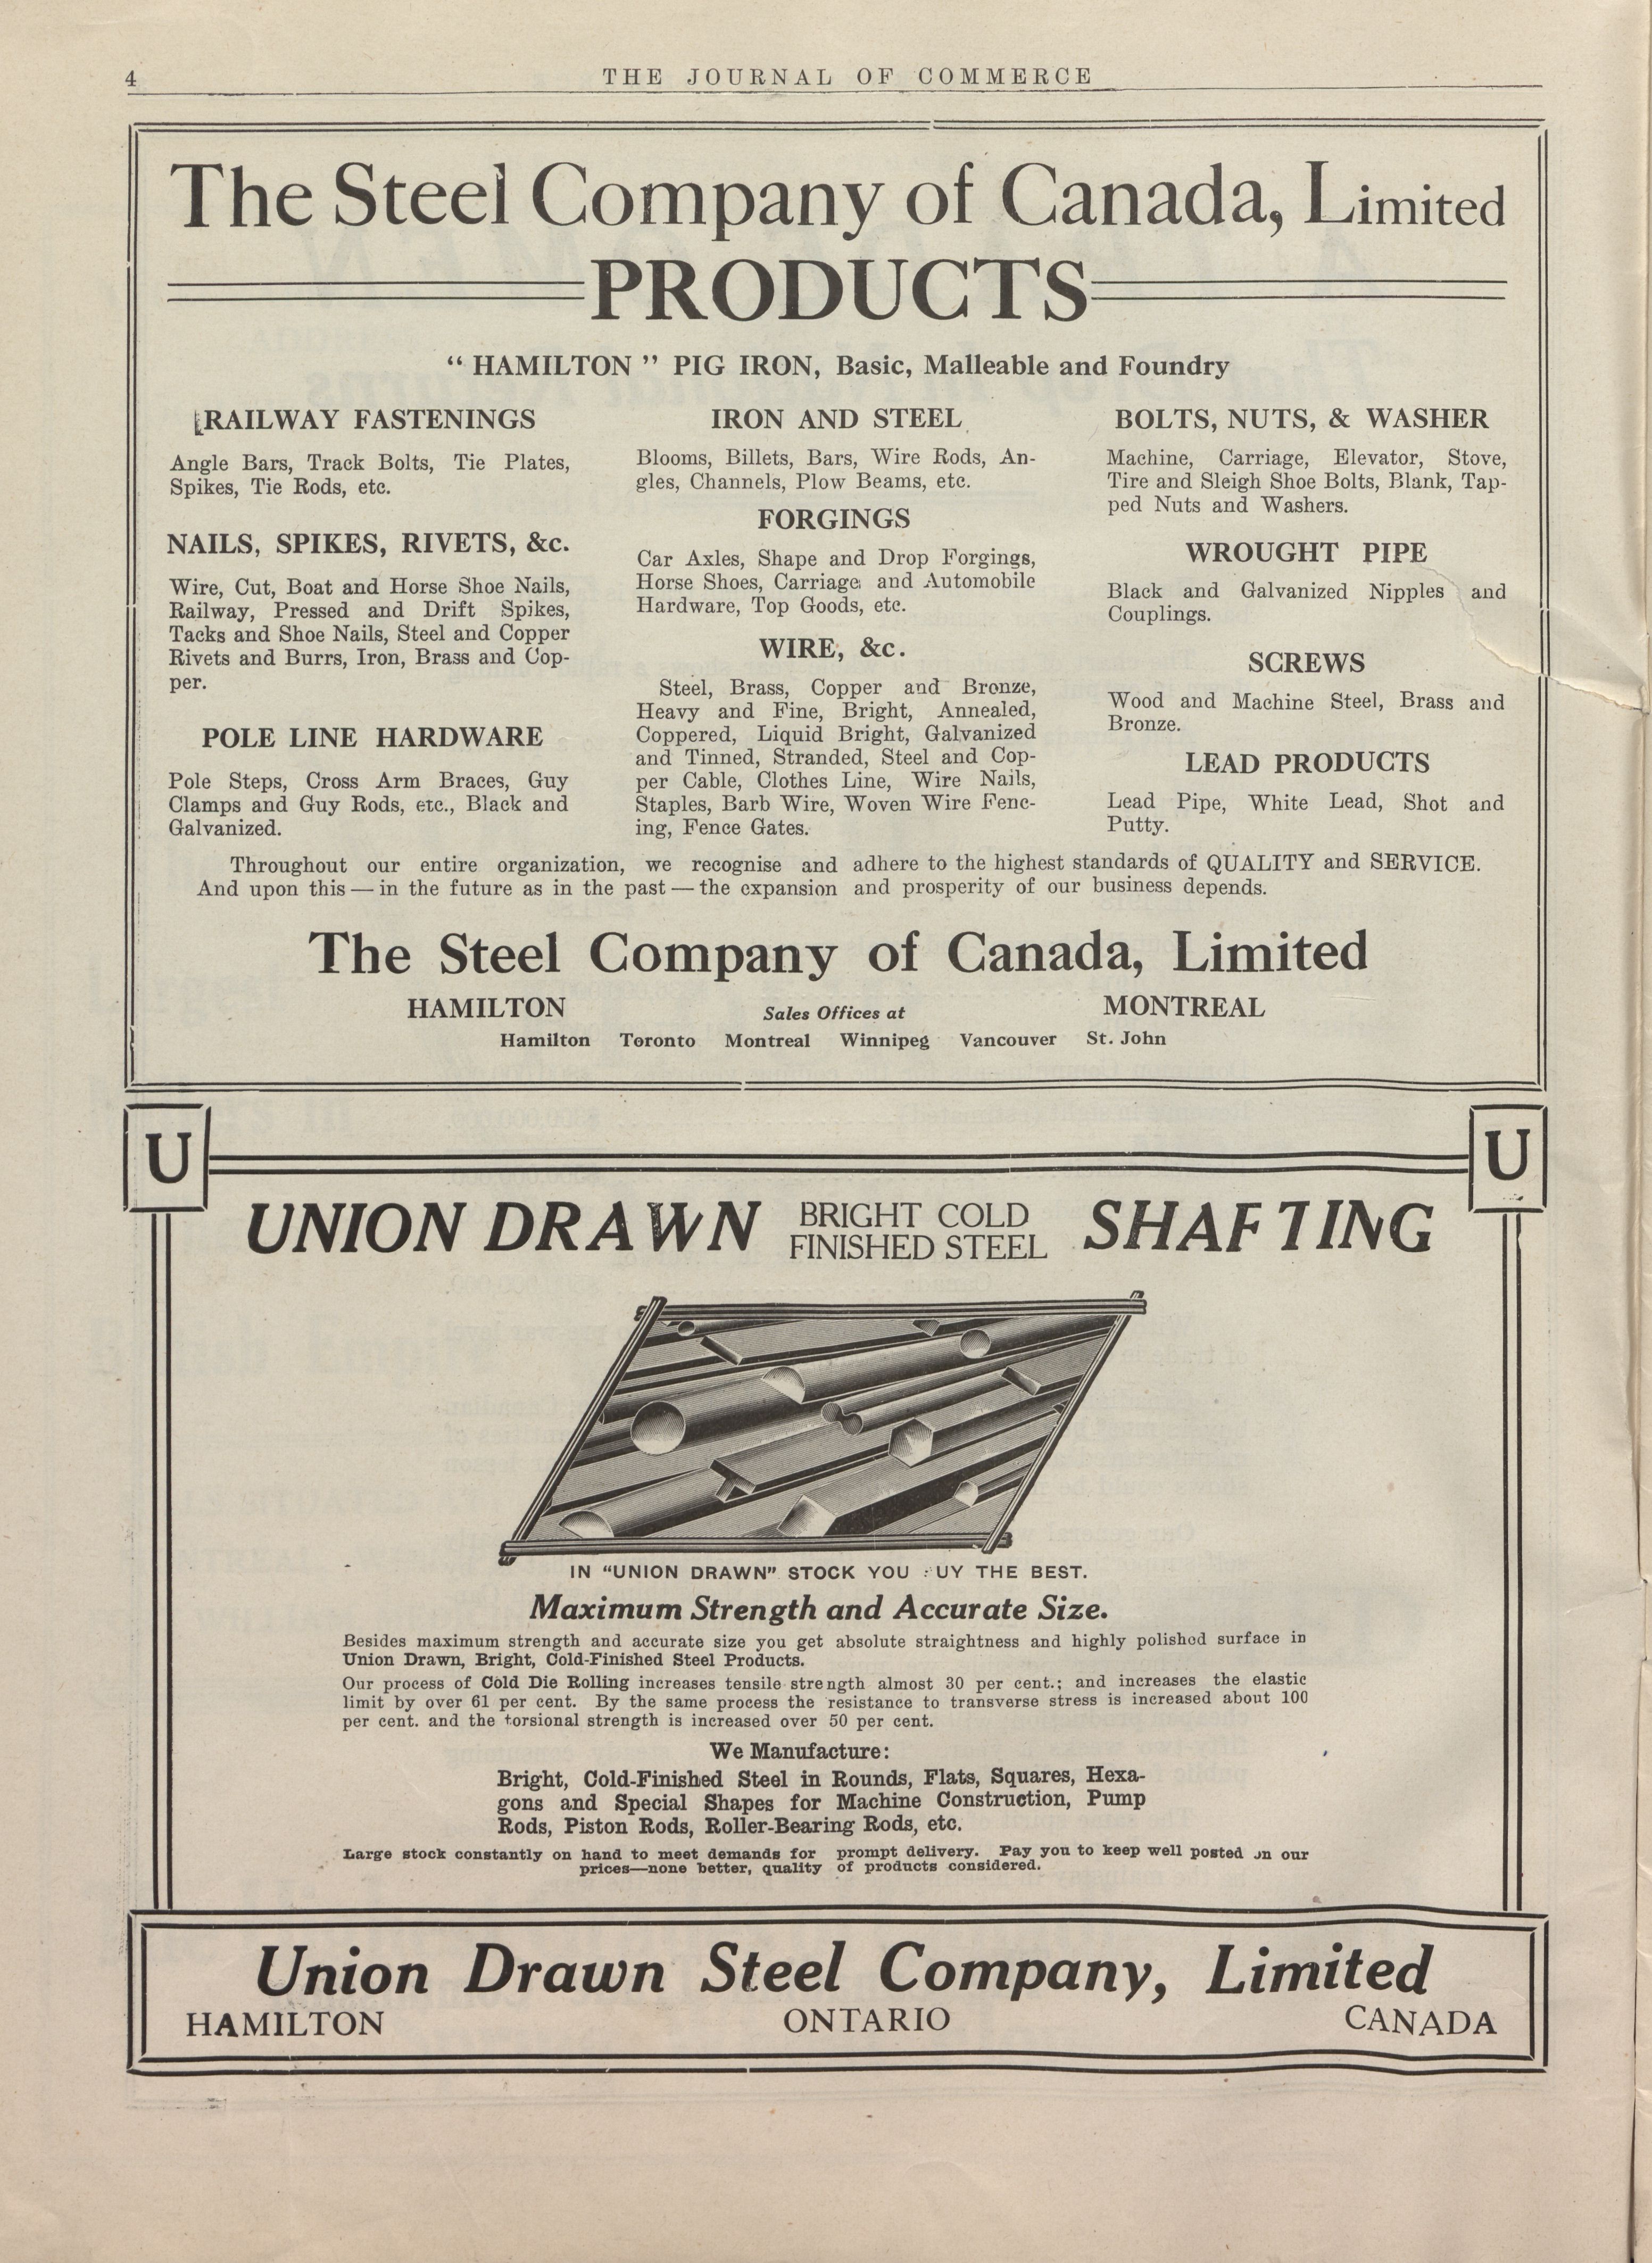 4
THE JOURNAL OF COMMERCE
The Steel Company of Canada, Limited
PRODUCTS
“ HAMILTON ” PIG IRON, Basic, Malleable and Foundry
RAILWAY FASTENINGS
Angle Bars, Track Bolts, Tie Plates,
Spikes, Tie Rods, etc.
NAILS, SPIKES, RIVETS, &c.
Wire, Cut, Boat and Horse Shoe Nails,
Railway, Pressed and Drift Spikes,
Tacks and Shoe Nails, Steel and Copper
Rivets and Burrs, Iron, Brass and Cop-
per.
POLE LINE HARDWARE
Pole Steps, Cross Arm Braces, Guy
Clamps and Guy Rods, etc., Black and
Galvanized.
IRON AND STEEL
Blooms, Billets, Bars, Wire Rods, An-
gles, Channels, Plow Beams, etc.
FORGINGS
Car Axles, Shape and Drop Forgings,
Horse Shoes, Carriage and Automobile
Hardware, Top Goods, etc.
WIRE, &c.
Steel, Brass, Copper and Bronze,
Heavy and Fine, Bright, Annealed,
Coppered, Liquid Bright, Galvanized
and Tinned, Stranded, Steel and Cop-
per Cable, Clothes Line, Wire Nails,
Staples, Barb Wire, Woven Wire Fenc-
ing, Fence Gates.
BOLTS, NUTS, & WASHER
Machine, Carriage, Elevator, Stove,
Tire and Sleigh Shoe Bolts, Blank, Tap-
ped Nuts and Washers.
WROUGHT PIPE
Black and Galvanized Nipples and
Couplings.
SCREWS
Wood and Machine Steel, Brass and
Bronze.
LEAD PRODUCTS
Lead Pipe, White Lead, Shot and
Putty.
Throughout our entire organization, we recognise and adhere to the highest standards of QUALITY and SERVICE.
And upon this — in the future as in the past — the expansion and prosperity of our business depends.
The Steel Company of Canada, Limited
HAMILTON Sales Offices at MONTREAL
Hamilton Toronto Montreal Winnipeg Vancouver St. John
U U
UNION DRAWN BRIGHT COLD FINISHED STEEL SHAFTING
IN “UNION DRAWN” STOCK YOU UY THE BEST.
Maximum Strength and Accurate Size.
Besides maximum strength and accurate size you get absolute straightness and highly polished surface in
Union Drawn, Bright, Cold-Finished Steel Products.
Our process of Cold Die Rolling increases tensile strength almost 30 per cent.; and increases the elastic
limit by over 61 per cent. By the same process the resistance to transverse stress is increased about 100
per cent. and the torsional strength is increased over 50 per cent.
We Manufacture:
Bright, Cold-Finished Steel in Rounds, Flats, Squares, Hexa-
gons and Special Shapes for Machine Construction, Pump
Rods, Piston Rods, Roller-Bearing Rods, etc.
Large stock constantly on hand to meet demands for prompt delivery. Pay you to keep well posted on our
prices—none better, quality of products considered.
Union Drawn Steel Company, Limited
HAMILTON ONTARIO CANADA